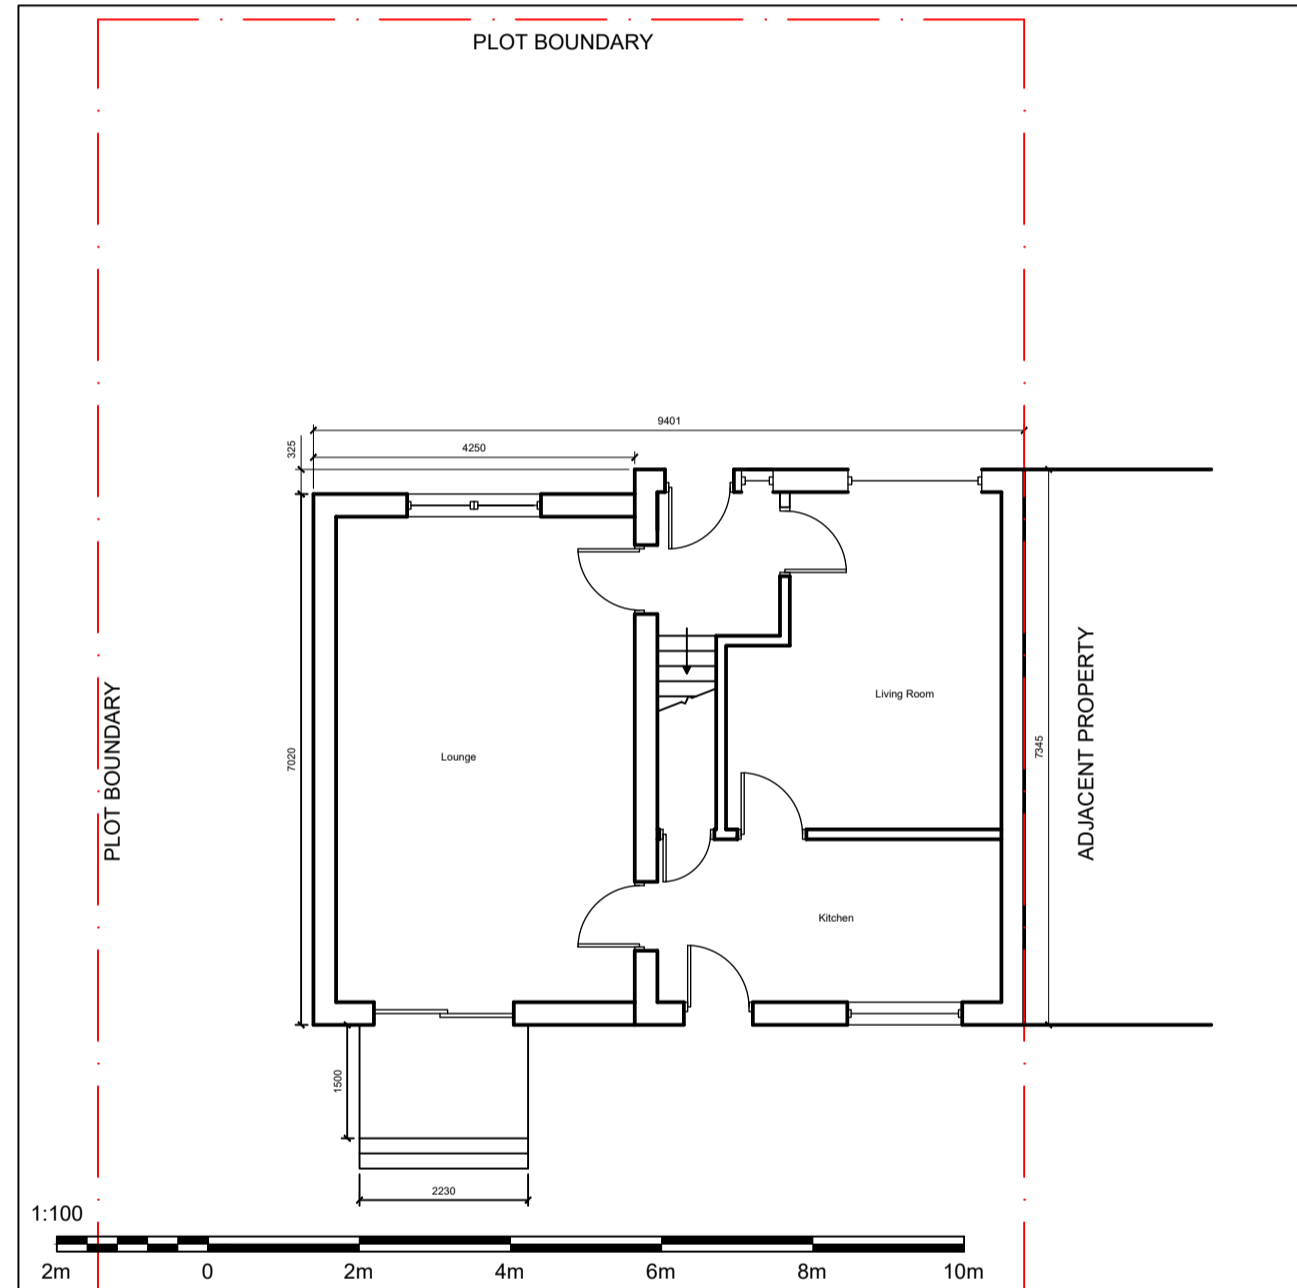 PLOT BOUNDARY
9401
4250
325
7020
Lounge
Living Room
7345
ADJACENT PROPERTY
PLOT BOUNDARY
Kitchen
1500
2230
1:100
2m 0 2m 4m 6m 8m 10m